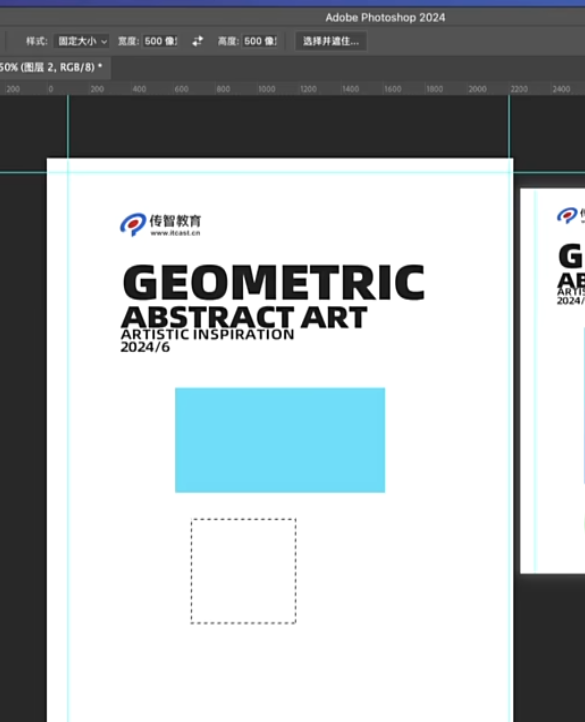 Adobe Photoshop 2024
样式: 固定大小 宽度: 500 像! 高度: 500 像! 选择并遮住...
50% (图层 2, RGB/8) *
200 0 200 400 600 800 1000 1200 1400 1600 1800 2000 2200 2400
传智教育
www.itcast.cn
GEOMETRIC
ABSTRACT ART
ARTISTIC INSPIRATION
2024/6
传
G
AB
ARTIS
2024/